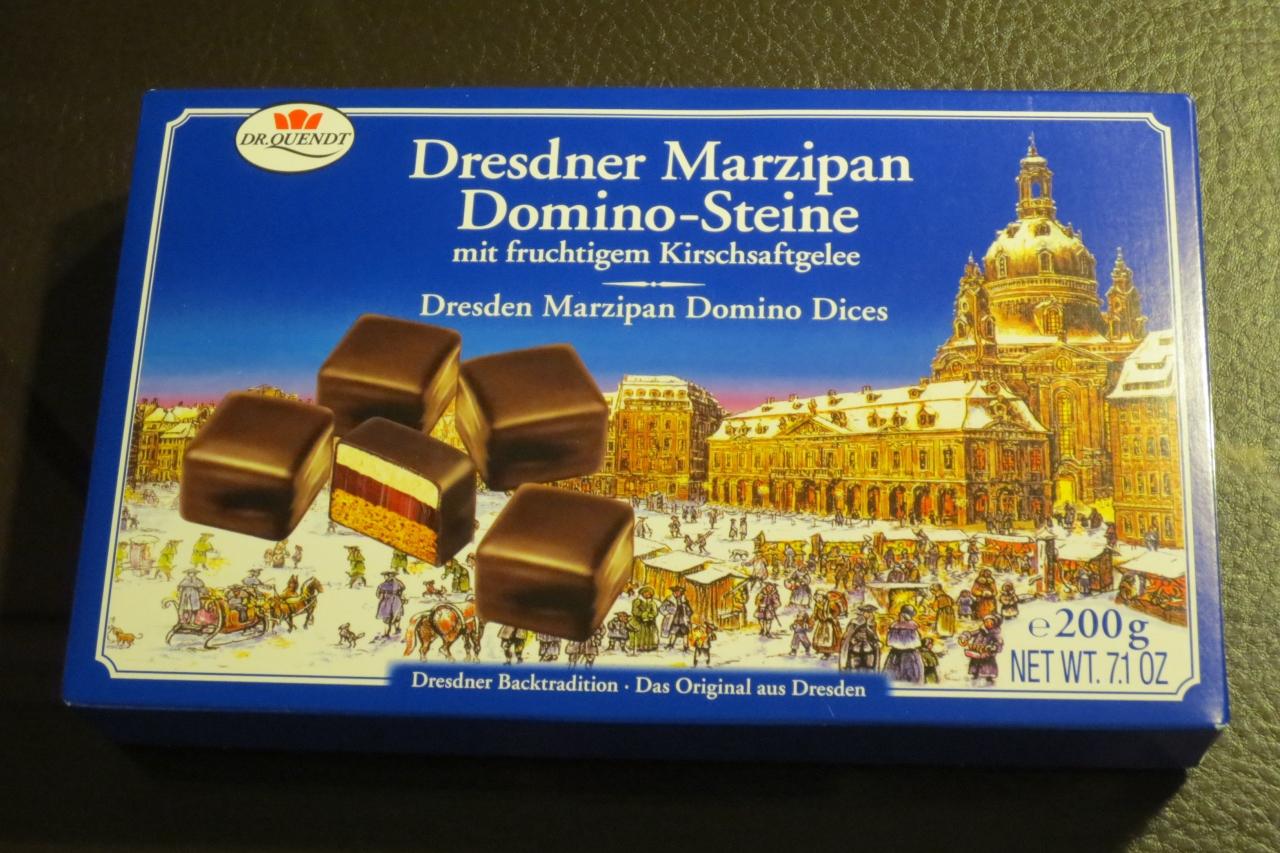 DR. QUENDT
Dresdner Marzipan
Domino-Steine
mit fruchtigem Kirschsaftgelee
Dresden Marzipan Domino Dices
℮ 200 g
NET WT. 7.1 OZ
Dresdner Backtradition · Das Original aus Dresden